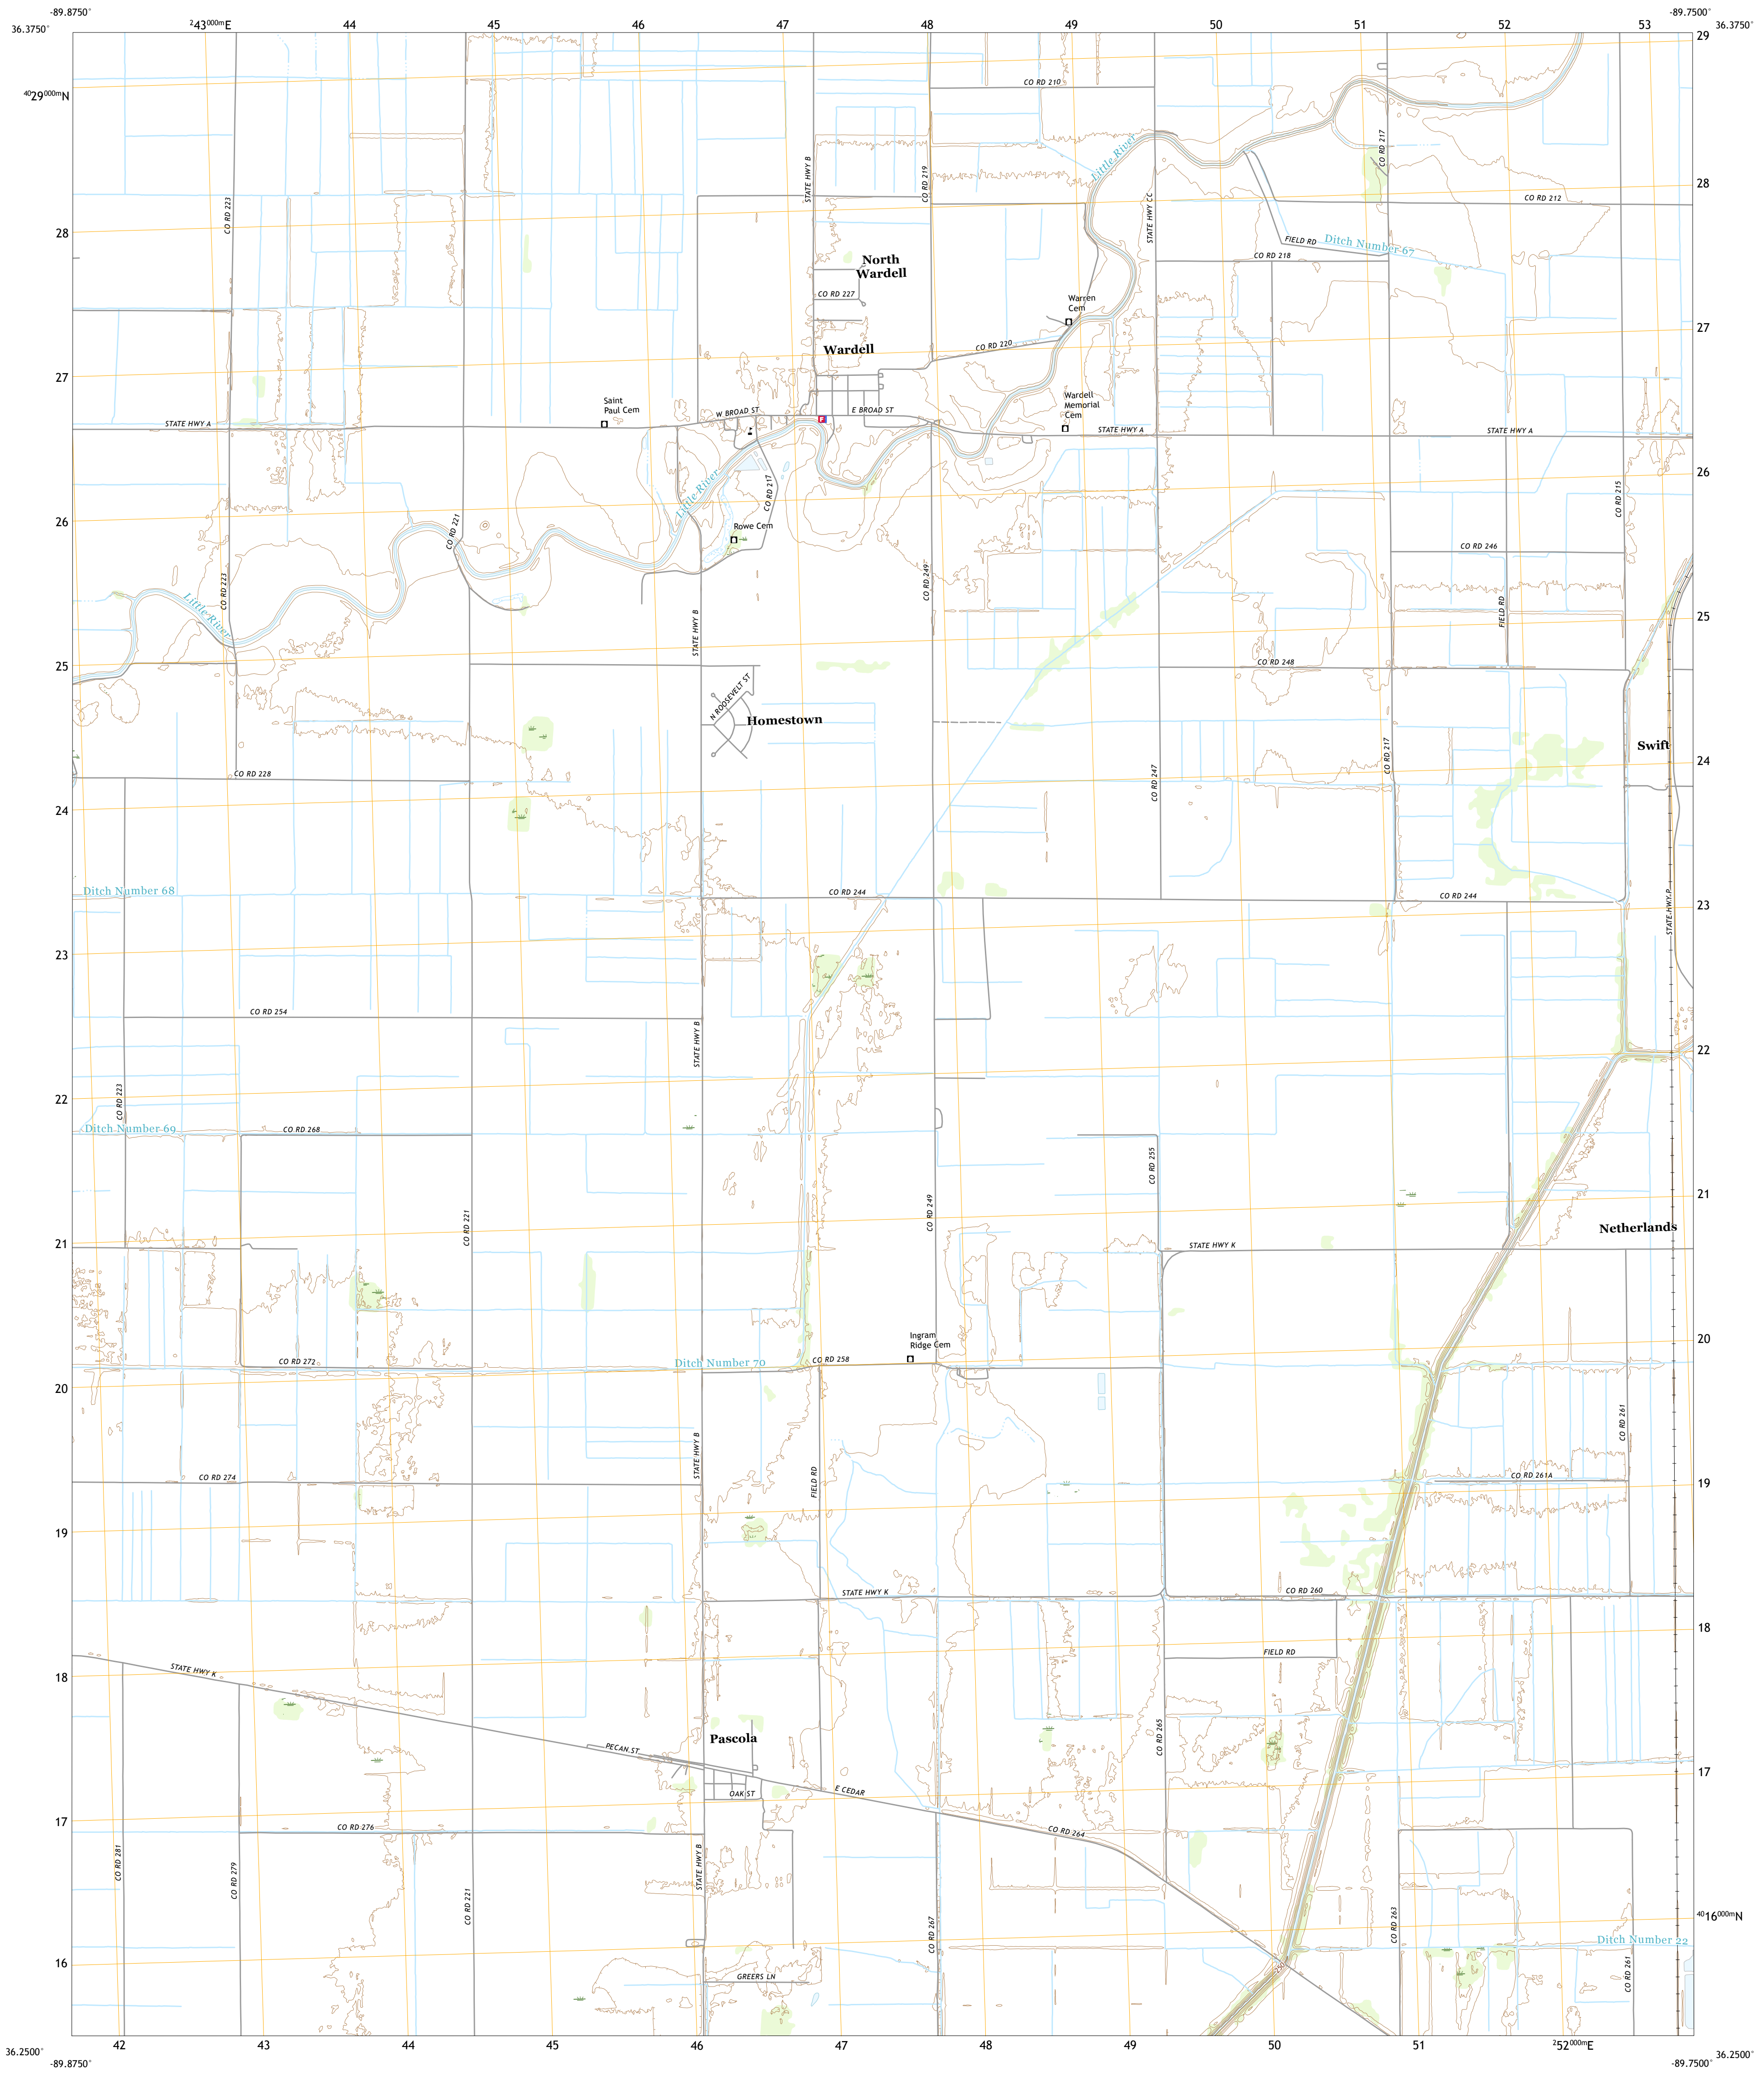 -89.8750°
-89.7500°
36.3750°
²43⁰⁰⁰ᵐE
44
45
46
47
48
49
50
51
52
53
36.3750°
29
⁴⁰29⁰⁰⁰ᵐN
CO RD 210
Little River
CO RD 217
STATE HWY B
CO RD 219
28
CO RD 223
STATE HWY CC
CO RD 212
28
FIELD RD
Ditch Number 67
CO RD 218
North
Wardell
CO RD 227
Warren
Cem
27
CO RD 220
Wardell
27
Saint
Paul Cem
W BROAD ST
F
E BROAD ST
Wardell
Memorial
Cem
STATE HWY A
STATE HWY A
STATE HWY A
26
Little River
CO RD 217
CO RD 215
26
CO RD 221
Rowe Cem
CO RD 246
CO RD 223
CO RD 249
Little River
STATE HWY B
FIELD RD
25
25
CO RD 248
N ROOSEVELT ST
Homestown
Swift
CO RD 217
24
CO RD 228
CO RD 247
24
Ditch Number 68
CO RD 244
CO RD 244
23
STATE HWY P
23
CO RD 254
STATE HWY B
22
CO RD 223
22
Ditch Number 69
CO RD 268
CO RD 255
21
CO RD 221
CO RD 249
Netherlands
21
STATE HWY K
20
Ingram
Ridge Cem
CO RD 272
Ditch Number 70
CO RD 258
20
CO RD 261
STATE HWY B
CO RD 274
FIELD RD
CO RD 261A
19
19
STATE HWY K
CO RD 260
18
STATE HWY K
FIELD RD
18
Pascola
CO RD 265
PECAN ST
17
OAK ST
E CEDAR
17
CO RD 276
CO RD 264
CO RD 281
CO RD 279
STATE HWY B
CO RD 221
CO RD 267
CO RD 263
⁴⁰16⁰⁰⁰ᵐN
Ditch Number 22
16
GREERS LN
250
CO RD 261
36.2500°
42
43
44
45
46
47
48
49
50
51
²52⁰⁰⁰ᵐE
36.2500°
-89.8750°
-89.7500°